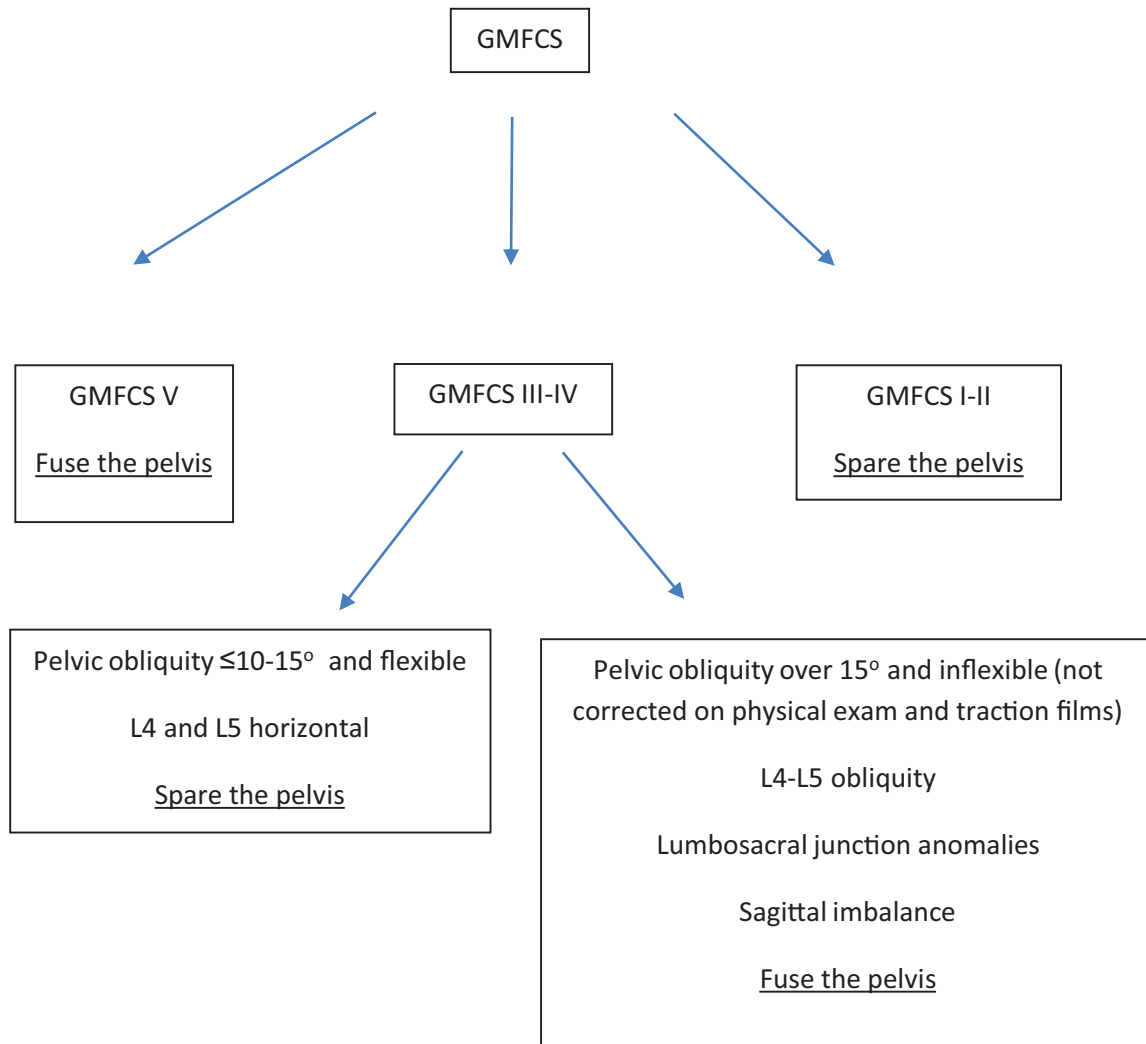 GMFCS
GMFCS V
Fuse the pelvis
GMFCS III-IV
GMFCS I-II
Spare the pelvis
Pelvic obliquity ≤10-15° and flexible
L4 and L5 horizontal
Spare the pelvis
Pelvic obliquity over 15° and inflexible (not
corrected on physical exam and traction films)
L4-L5 obliquity
Lumbosacral junction anomalies
Sagittal imbalance
Fuse the pelvis